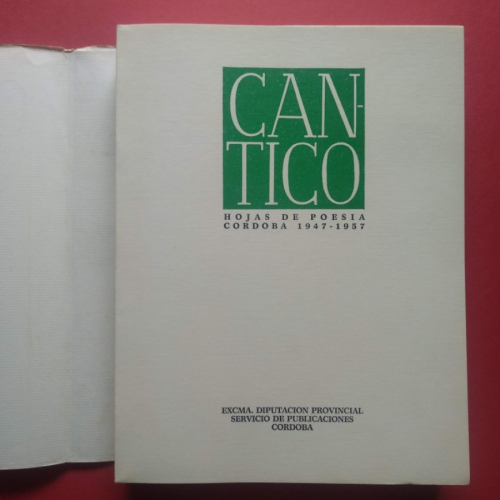 CAN-
TICO
HOJAS DE POESIA
CORDOBA 1947-1957
EXCMA. DIPUTACION PROVINCIAL
SERVICIO DE PUBLICACIONES
CORDOBA